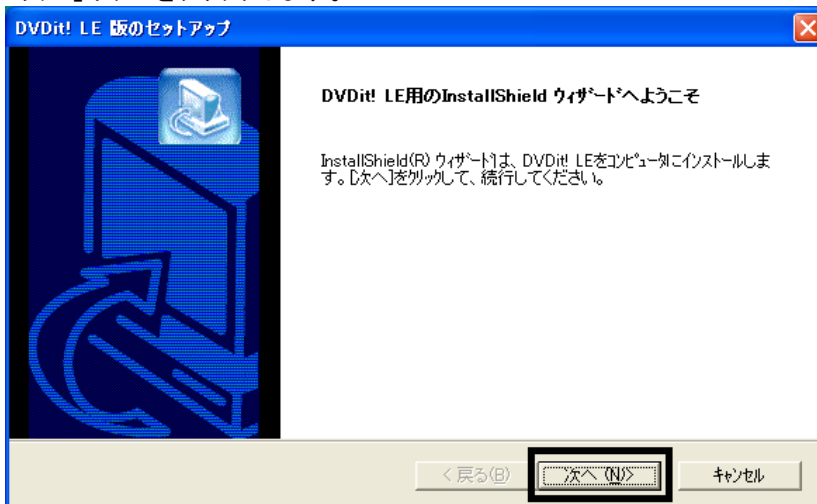 DVDit! LE 版のセットアップ
DVDit! LE用のInstallShield ウィザードへようこそ
InstallShield(R) ウィザードは、DVDit! LEをコンピュータにインストールしま
す。[次へ]をクリックして、続行してください。
< 戻る(B)
次へ (N)>
キャンセル